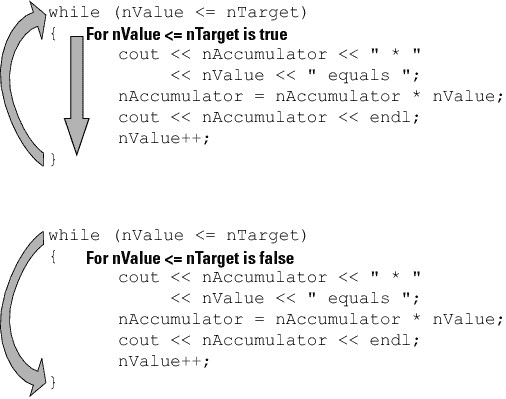 while (nValue <= nTarget)
{ For nValue <= nTarget is true
cout << nAccumulator << " * "
<< nValue << " equals ";
nAccumulator = nAccumulator * nValue;
cout << nAccumulator << endl;
nValue++;
}
while (nValue <= nTarget)
{ For nValue <= nTarget is false
cout << nAccumulator << " * "
<< nValue << " equals ";
nAccumulator = nAccumulator * nValue;
cout << nAccumulator << endl;
nValue++;
}